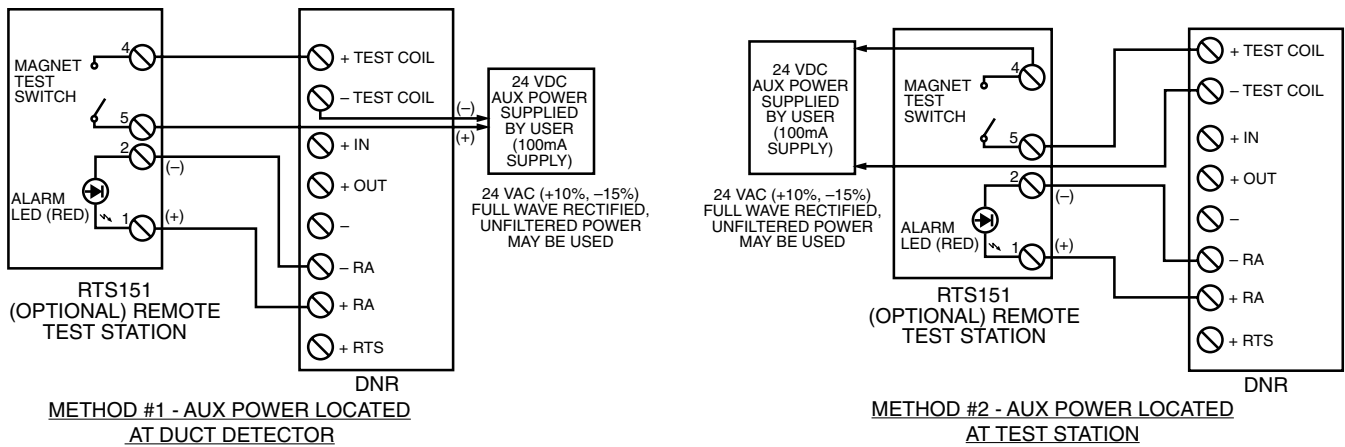 4
MAGNET
TEST
SWITCH
5
2
(–)
ALARM
LED (RED)
1
(+)
RTS151
(OPTIONAL) REMOTE
TEST STATION
+ TEST COIL
– TEST COIL
(–)
(+)
+ IN
+ OUT
–
– RA
+ RA
+ RTS
DNR
24 VDC
AUX POWER
SUPPLIED
BY USER
(100mA
SUPPLY)
24 VAC (+10%, –15%)
FULL WAVE RECTIFIED,
UNFILTERED POWER
MAY BE USED
METHOD #1 - AUX POWER LOCATED
AT DUCT DETECTOR
24 VDC
AUX POWER
SUPPLIED
BY USER
(100mA
SUPPLY)
24 VAC (+10%, –15%)
FULL WAVE RECTIFIED,
UNFILTERED POWER
MAY BE USED
4
MAGNET
TEST
SWITCH
5
2
(–)
ALARM
LED (RED)
1
(+)
RTS151
(OPTIONAL) REMOTE
TEST STATION
+ TEST COIL
– TEST COIL
+ IN
+ OUT
–
– RA
+ RA
+ RTS
DNR
METHOD #2 - AUX POWER LOCATED
AT TEST STATION